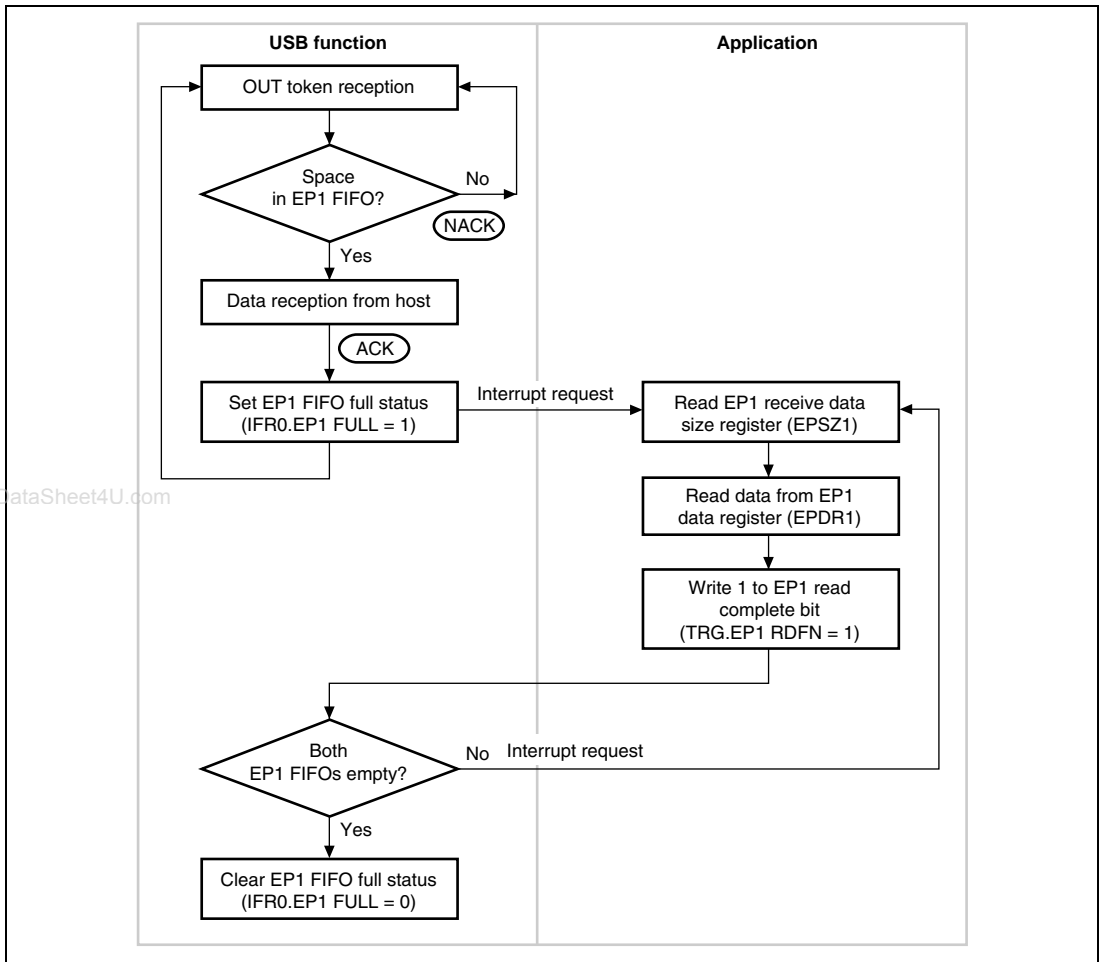 USB function
Application
OUT token reception
Space
in EP1 FIFO?
No
NACK
Yes
Data reception from host
ACK
Set EP1 FIFO full status
(IFR0.EP1 FULL = 1)
Interrupt request
Read EP1 receive data
size register (EPSZ1)
DataSheet4U.com
Read data from EP1
data register (EPDR1)
Write 1 to EP1 read
complete bit
(TRG.EP1 RDFN = 1)
Both
EP1 FIFOs empty?
No Interrupt request
Yes
Clear EP1 FIFO full status
(IFR0.EP1 FULL = 0)